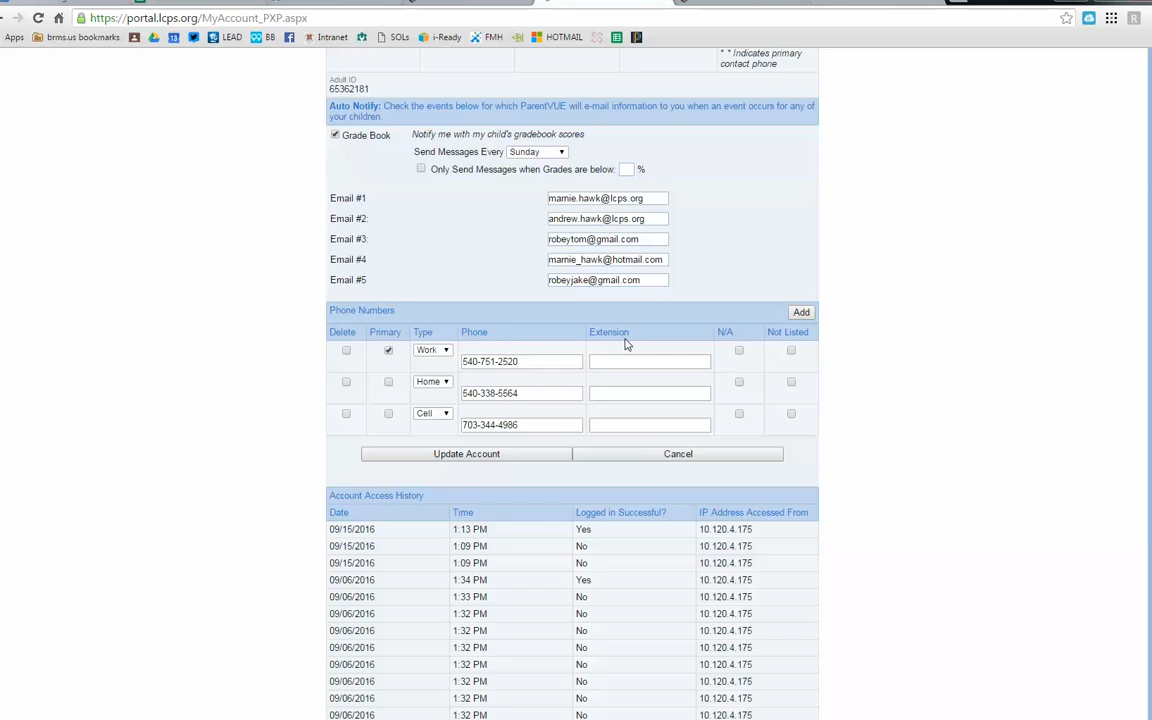 https://portal.lcps.org/MyAccount_PXP.aspx
Apps brms.us bookmarks 13 LEAD BB Intranet SOLs i-Ready FMH HOTMAIL
* * Indicates primary
contact phone
Adult ID
65362181
Auto Notify: Check the events below for which ParentVUE will e-mail information to you when an event occurs for any of
your children.
Grade Book Notify me with my child's gradebook scores
Send Messages Every Sunday
Only Send Messages when Grades are below: %
Email #1 marnie.hawk@lcps.org
Email #2: andrew.hawk@lcps.org
Email #3: robeytom@gmail.com
Email #4 marnie_hawk@hotmail.com
Email #5 robeyjake@gmail.com
Phone Numbers Add
Delete Primary Type Phone Extension N/A Not Listed
Work 540-751-2520
Home 540-338-5564
Cell 703-344-4986
Update Account Cancel
Account Access History
Date Time Logged in Successful? IP Address Accessed From
09/15/2016 1:13 PM Yes 10.120.4.175
09/15/2016 1:09 PM No 10.120.4.175
09/15/2016 1:09 PM No 10.120.4.175
09/06/2016 1:34 PM Yes 10.120.4.175
09/06/2016 1:33 PM No 10.120.4.175
09/06/2016 1:32 PM No 10.120.4.175
09/06/2016 1:32 PM No 10.120.4.175
09/06/2016 1:32 PM No 10.120.4.175
09/06/2016 1:32 PM No 10.120.4.175
09/06/2016 1:32 PM No 10.120.4.175
09/06/2016 1:32 PM No 10.120.4.175
09/06/2016 1:32 PM No 10.120.4.175